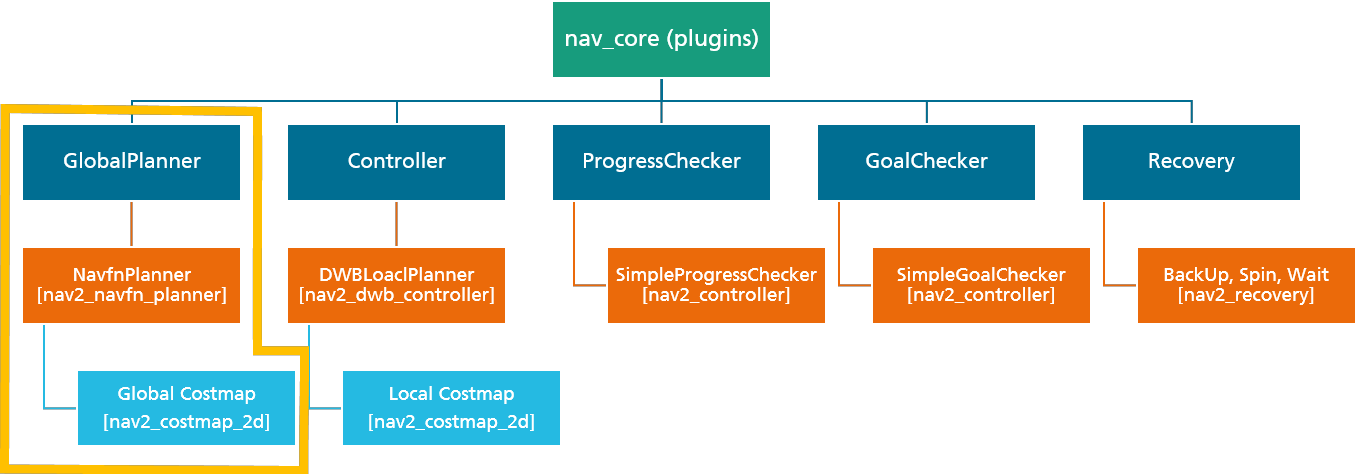 nav_core (plugins)
GlobalPlanner
Controller
ProgressChecker
GoalChecker
Recovery
NavfnPlanner
[nav2_navfn_planner]
DWBLoaclPlanner
[nav2_dwb_controller]
SimpleProgressChecker
[nav2_controller]
SimpleGoalChecker
[nav2_controller]
BackUp, Spin, Wait
[nav2_recovery]
Global Costmap
[nav2_costmap_2d]
Local Costmap
[nav2_costmap_2d]